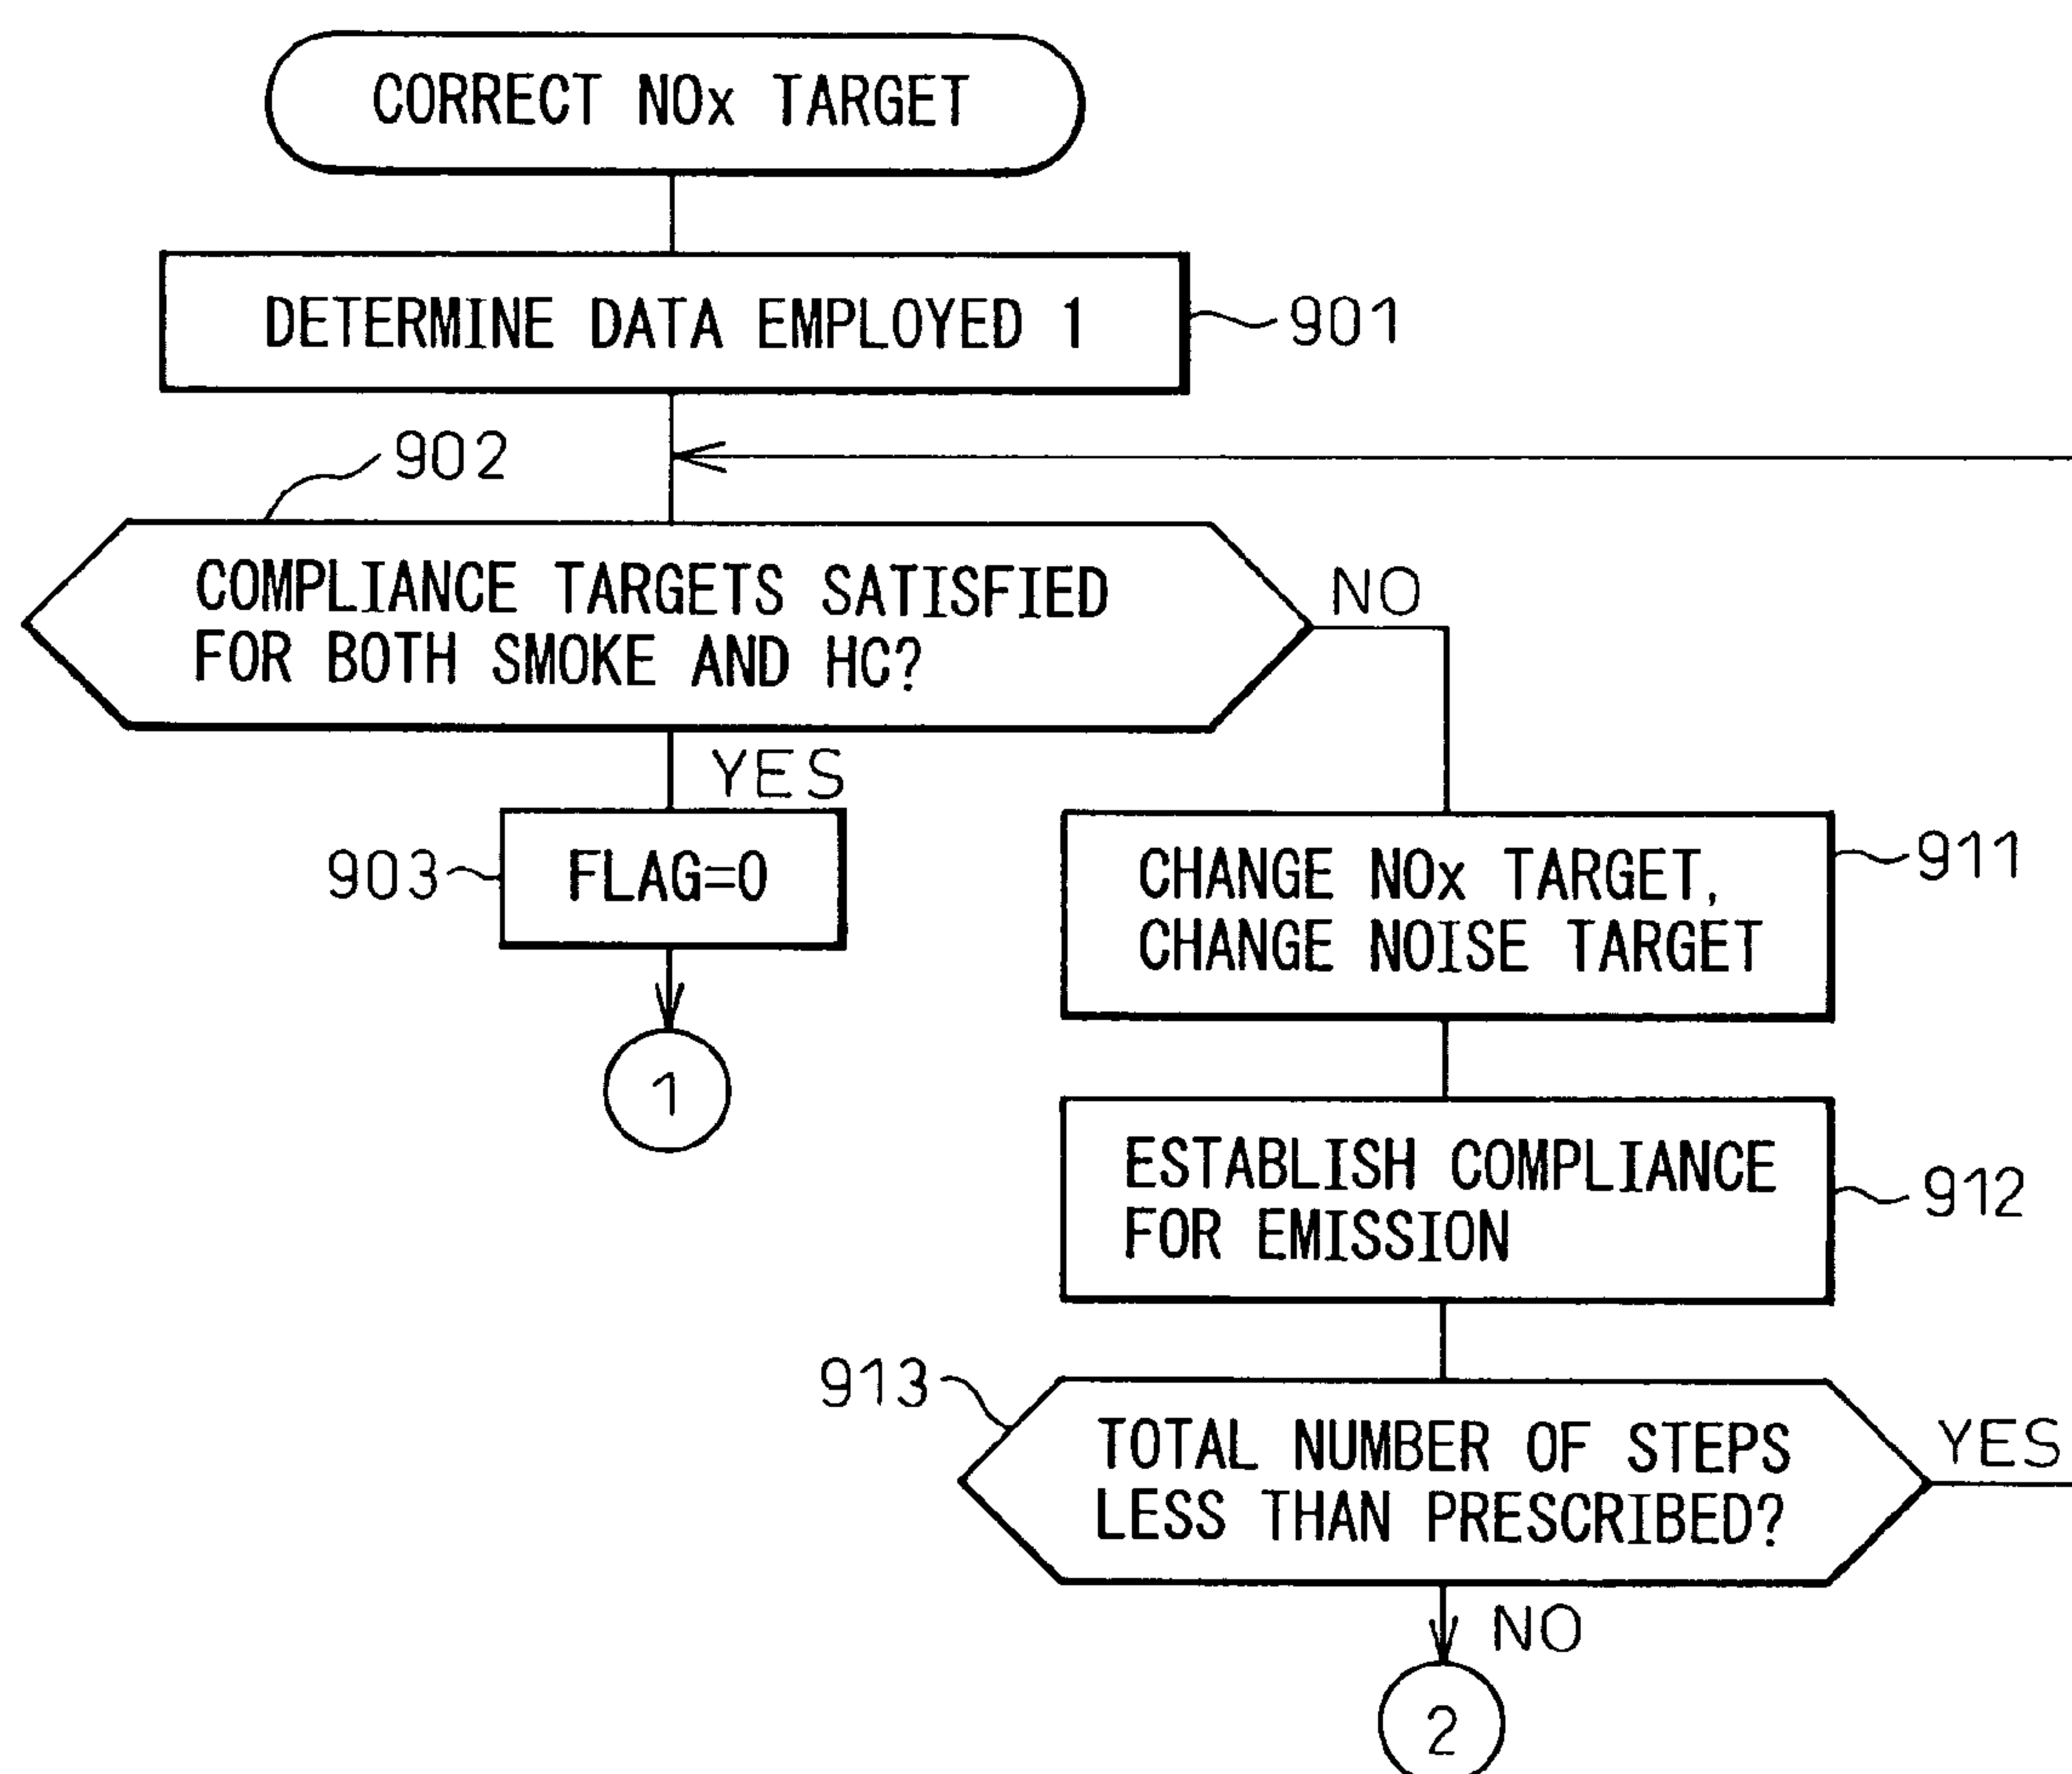 CORRECT NOx TARGET
DETERMINE DATA EMPLOYED 1
901
902
COMPLIANCE TARGETS SATISFIED
FOR BOTH SMOKE AND HC?
NO
YES
903
FLAG=0
1
CHANGE NOx TARGET,
CHANGE NOISE TARGET
911
ESTABLISH COMPLIANCE
FOR EMISSION
912
913
TOTAL NUMBER OF STEPS
LESS THAN PRESCRIBED?
YES
NO
2